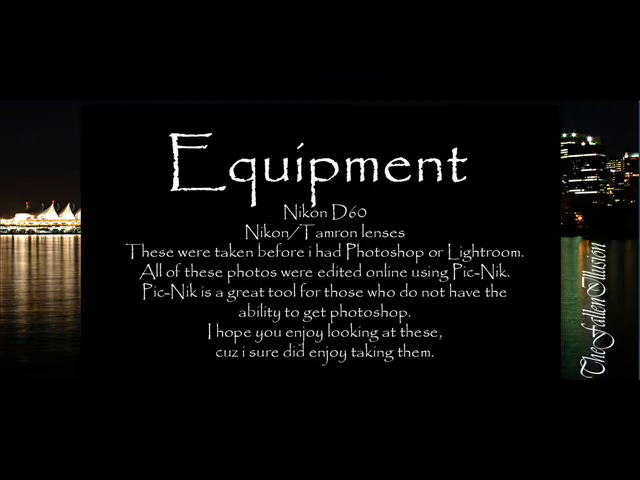 Equipment
Nikon D60
Nikon/Tamron lenses
These were taken before i had Photoshop or Lightroom.
All of these photos were edited online using Pic-Nik.
Pic-Nik is a great tool for those who do not have the
ability to get photoshop.
I hope you enjoy looking at these,
cuz i sure did enjoy taking them.
TheFallenIllusion